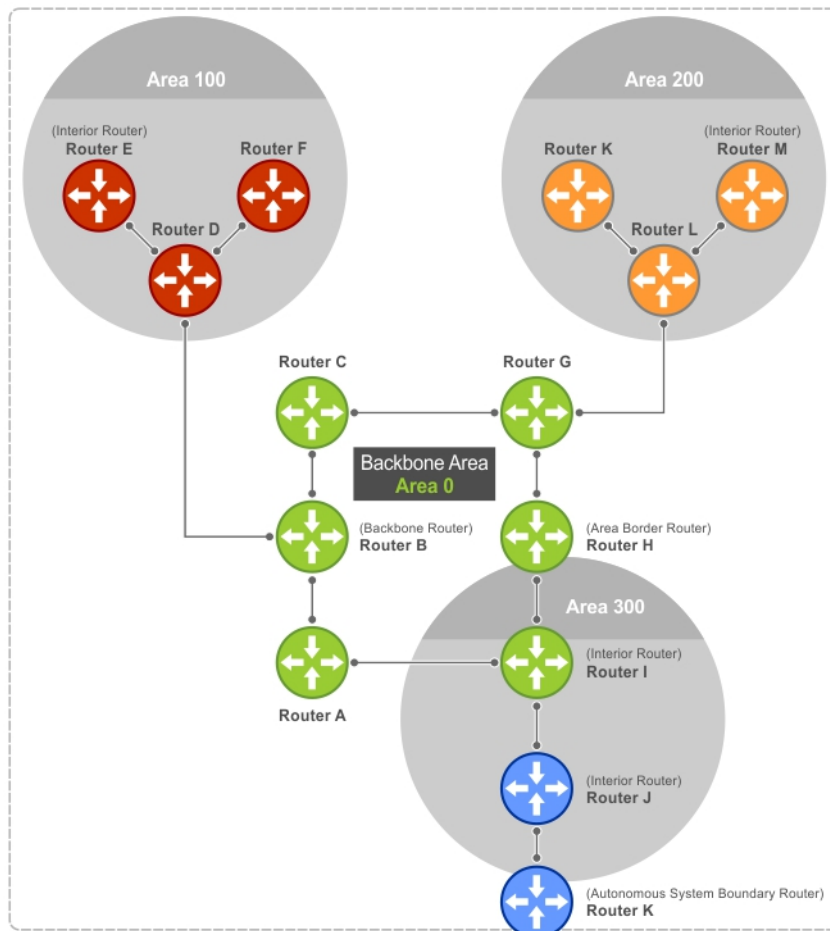 Area 100
Area 200
(Interior Router)
Router E
Router F
Router D
Router K
(Interior Router)
Router M
Router L
Router C
Router G
Backbone Area
Area 0
(Backbone Router)
Router B
(Area Border Router)
Router H
Area 300
Router A
(Interior Router)
Router I
(Interior Router)
Router J
(Autonomous System Boundary Router)
Router K